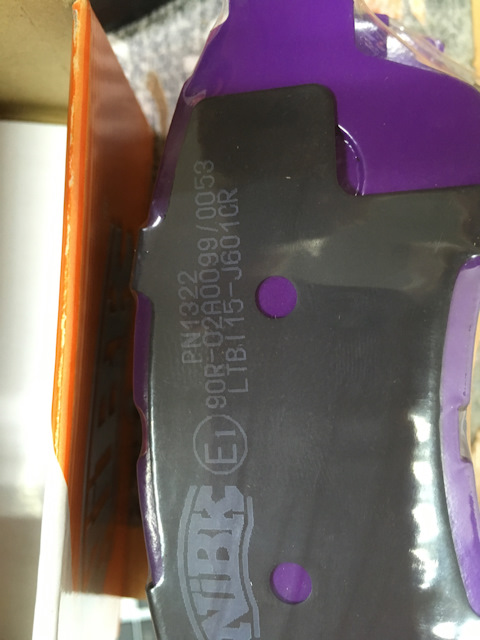 PN1322
E1 90R-02A0099/0053
LTB115-J601CR
NiBK